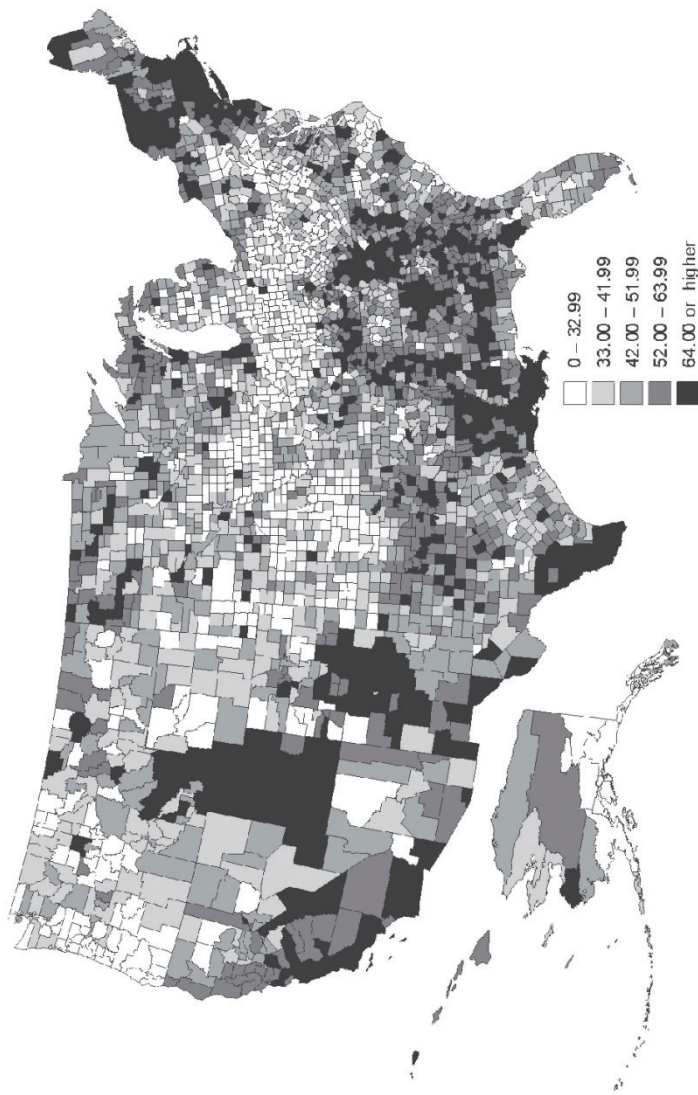 0 – 32.99
33.00 – 41.99
42.00 – 51.99
52.00 – 63.99
64.00 or higher